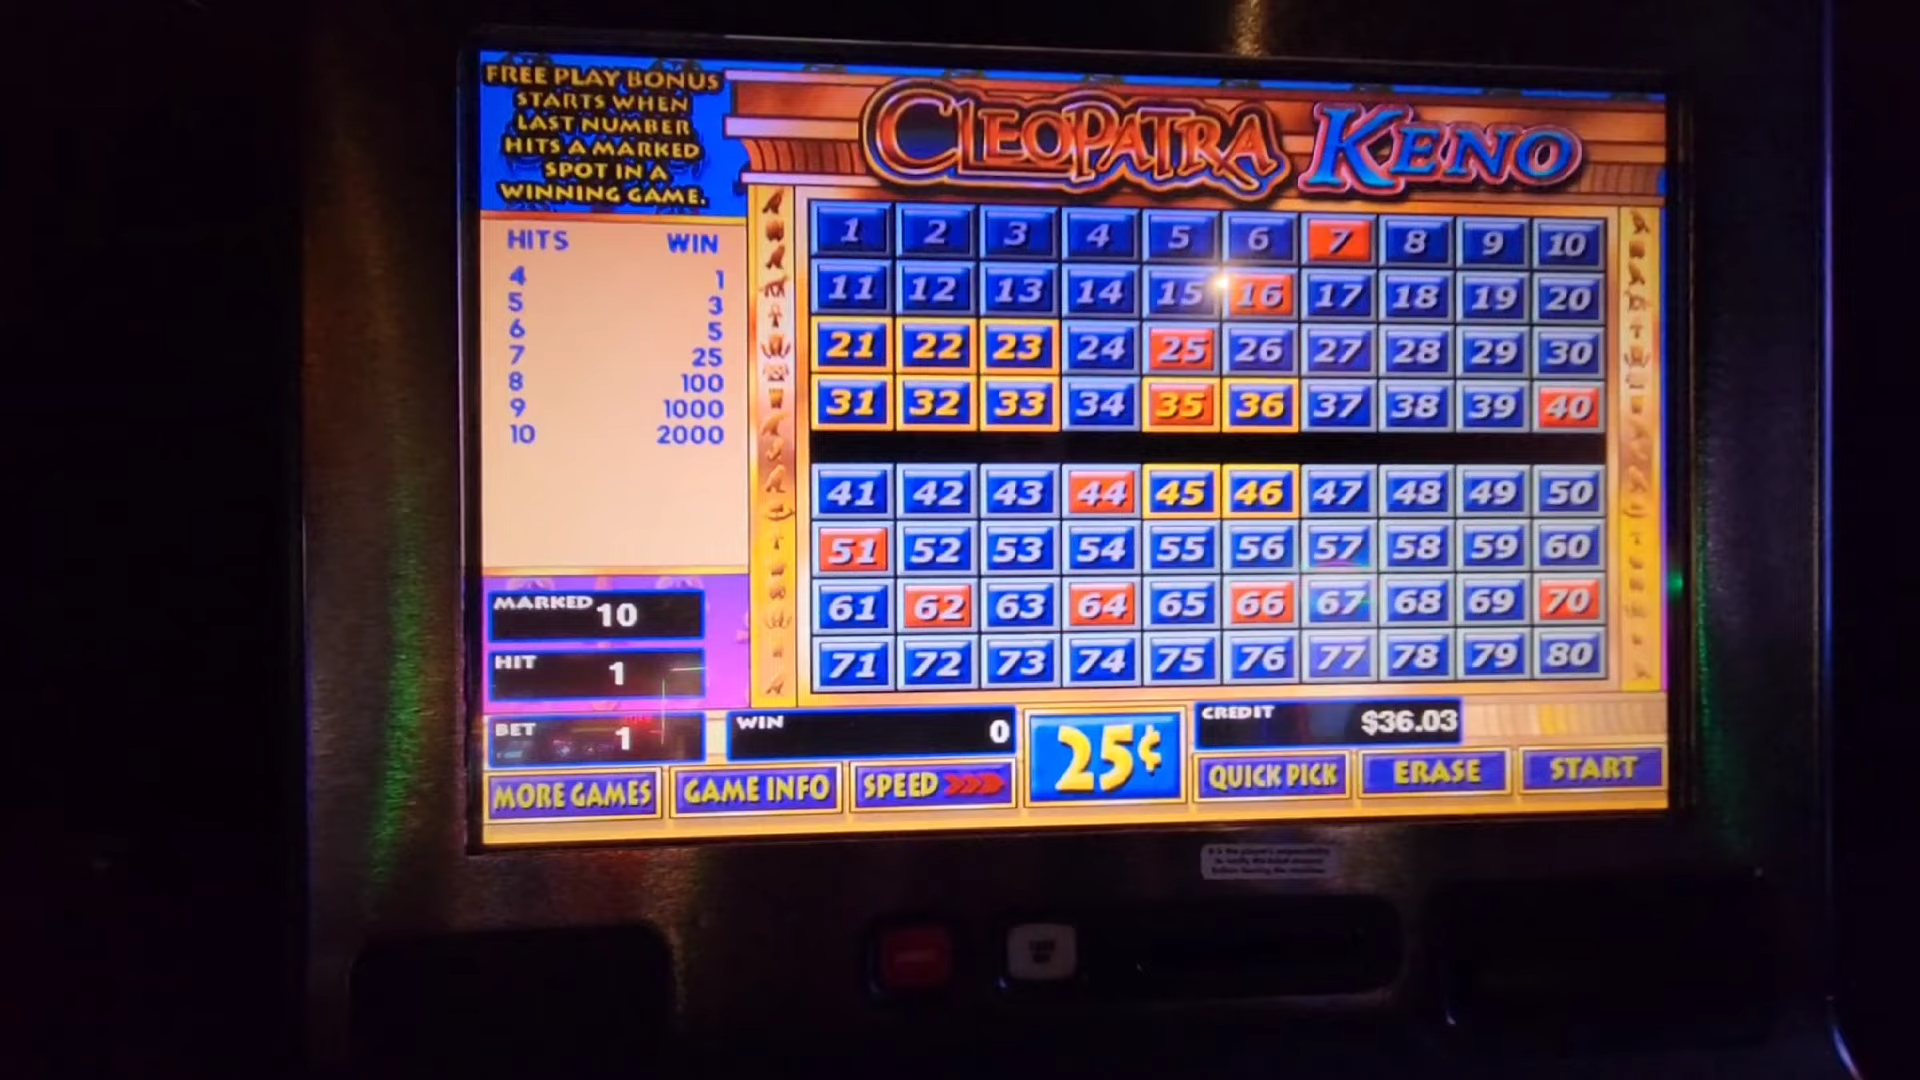 FREE PLAY BONUS
STARTS WHEN
LAST NUMBER
HITS A MARKED
SPOT IN A
WINNING GAME.
CLEOPATRA KENO
HITS WIN
4 1
5 3
6 5
7 25
8 100
9 1000
10 2000
1 2 3 4 5 6 7 8 9 10
11 12 13 14 15 16 17 18 19 20
21 22 23 24 25 26 27 28 29 30
31 32 33 34 35 36 37 38 39 40
41 42 43 44 45 46 47 48 49 50
51 52 53 54 55 56 57 58 59 60
61 62 63 64 65 66 67 68 69 70
71 72 73 74 75 76 77 78 79 80
MARKED 10
HIT 1
BET 1
WIN 0
25¢
CREDIT $36.03
MORE GAMES
GAME INFO
SPEED
QUICK PICK
ERASE
START